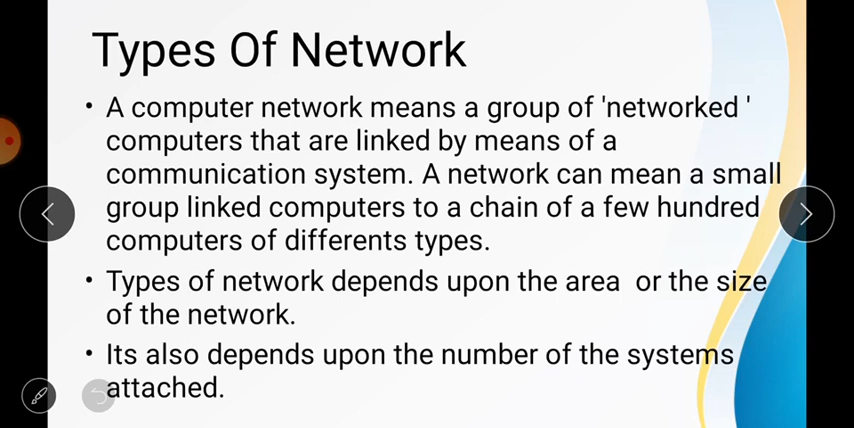 Types Of Network
• A computer network means a group of 'networked '
computers that are linked by means of a
communication system. A network can mean a small
group linked computers to a chain of a few hundred
computers of differents types.
• Types of network depends upon the area  or the size
of the network.
• Its also depends upon the number of the systems
attached.